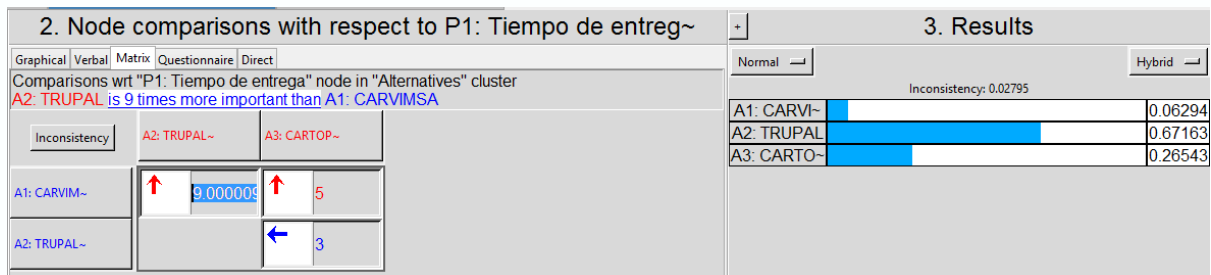 2. Node comparisons with respect to P1: Tiempo de entreg~
Graphical Verbal Matrix Questionnaire Direct
Comparisons wrt "P1: Tiempo de entrega" node in "Alternatives" cluster
A2: TRUPAL is 9 times more important than A1: CARVIMSA
Inconsistency A2: TRUPAL~ A3: CARTOP~
A1: CARVIM~ 9.000009 5
A2: TRUPAL~ 3
+ 3. Results
Normal Hybrid
Inconsistency: 0.02795
A1: CARVI~ 0.06294
A2: TRUPAL 0.67163
A3: CARTO~ 0.26543